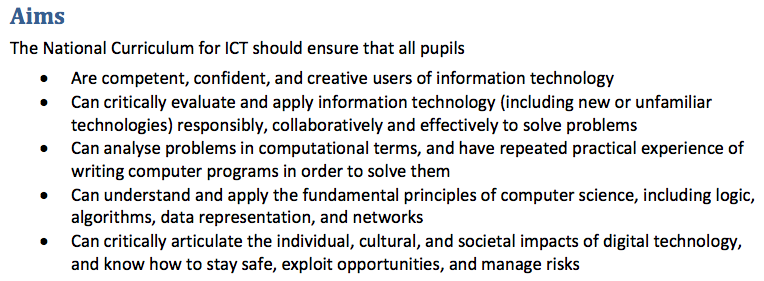 Aims
The National Curriculum for ICT should ensure that all pupils
• Are competent, confident, and creative users of information technology
• Can critically evaluate and apply information technology (including new or unfamiliar
technologies) responsibly, collaboratively and effectively to solve problems
• Can analyse problems in computational terms, and have repeated practical experience of
writing computer programs in order to solve them
• Can understand and apply the fundamental principles of computer science, including logic,
algorithms, data representation, and networks
• Can critically articulate the individual, cultural, and societal impacts of digital technology,
and know how to stay safe, exploit opportunities, and manage risks